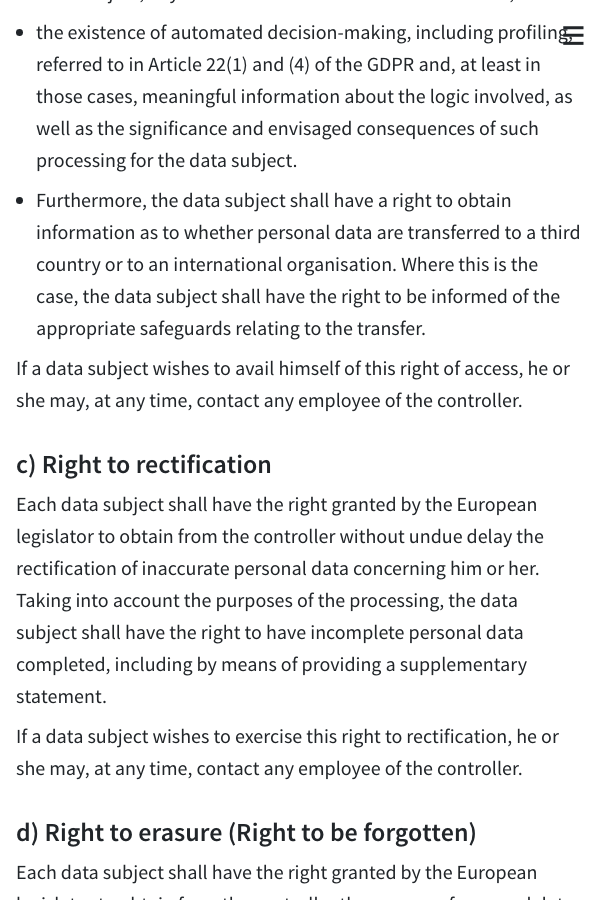 the existence of automated decision-making, including profiling,
referred to in Article 22(1) and (4) of the GDPR and, at least in
those cases, meaningful information about the logic involved, as
well as the significance and envisaged consequences of such
processing for the data subject.
Furthermore, the data subject shall have a right to obtain
information as to whether personal data are transferred to a third
country or to an international organisation. Where this is the
case, the data subject shall have the right to be informed of the
appropriate safeguards relating to the transfer.
If a data subject wishes to avail himself of this right of access, he or
she may, at any time, contact any employee of the controller.
c) Right to rectification
Each data subject shall have the right granted by the European
legislator to obtain from the controller without undue delay the
rectification of inaccurate personal data concerning him or her.
Taking into account the purposes of the processing, the data
subject shall have the right to have incomplete personal data
completed, including by means of providing a supplementary
statement.
If a data subject wishes to exercise this right to rectification, he or
she may, at any time, contact any employee of the controller.
d) Right to erasure (Right to be forgotten)
Each data subject shall have the right granted by the European